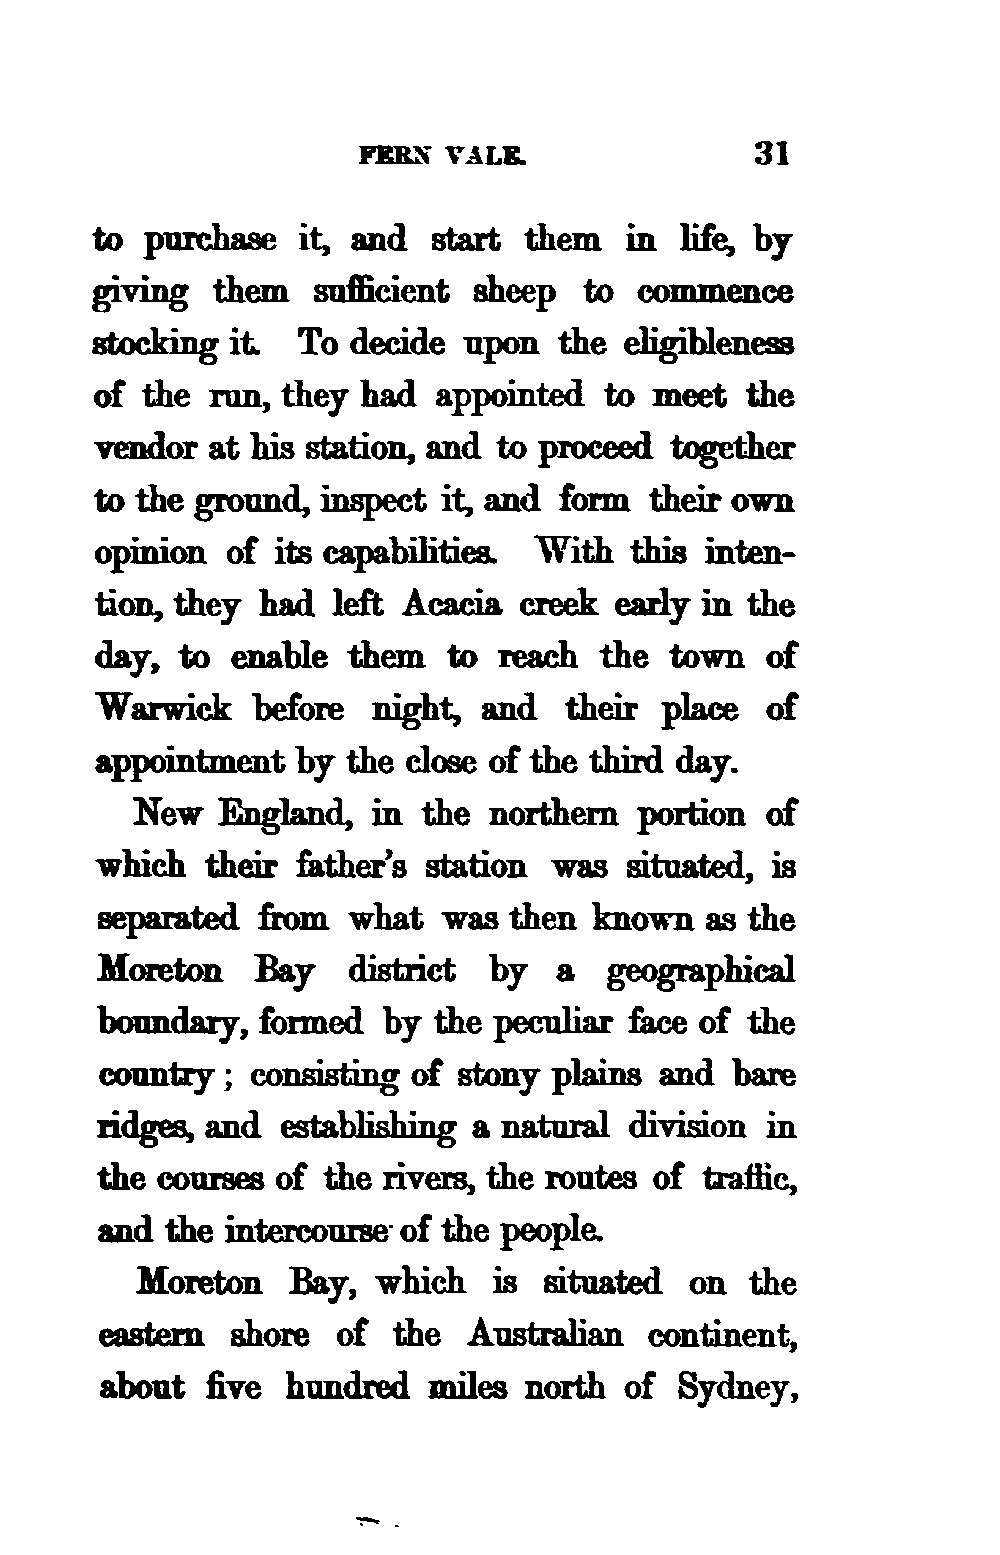 FERN VALE. 31
to purchase it, and start them in life, by
giving them sufficient sheep to commence
stocking it. To decide upon the eligibleness
of the run, they had appointed to meet the
vendor at his station, and to proceed together
to the ground, inspect it, and form their own
opinion of its capabilities. With this inten-
tion, they had left Acacia creek early in the
day, to enable them to reach the town of
Warwick before night, and their place of
appointment by the close of the third day.
New England, in the northern portion of
which their father's station was situated, is
separated from what was then known as the
Moreton Bay district by a geographical
boundary, formed by the peculiar face of the
country ; consisting of stony plains and bare
ridges, and establishing a natural division in
the courses of the rivers, the routes of traffic,
and the intercourse of the people.
Moreton Bay, which is situated on the
eastern shore of the Australian continent,
about five hundred miles north of Sydney,